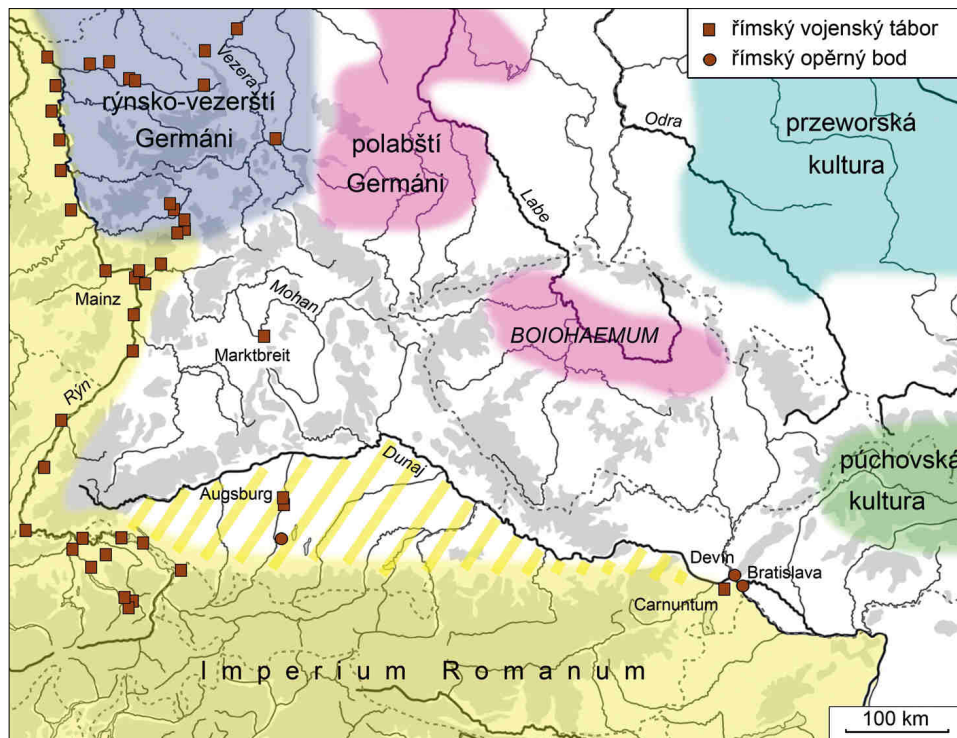 římský vojenský tábor
římský opěrný bod
Vezera
rýnsko-vezerští
Germáni
polabští
Germáni
Odra
przeworská
kultura
Labe
Mainz
Mohan
Marktbreit
BOIOHAEMUM
Rýn
Dunaj
Augsburg
púchovská
kultura
Devín
Bratislava
Carnuntum
Imperium Romanum
100 km